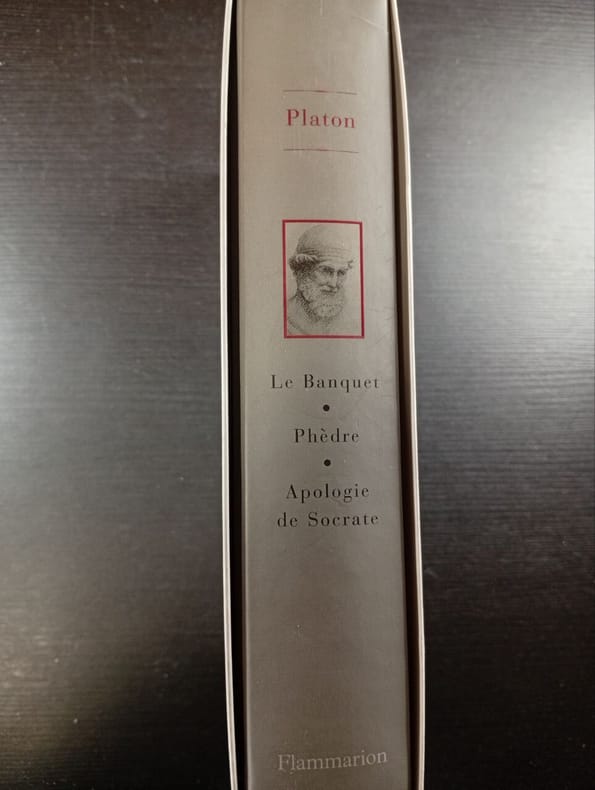 Platon
Le Banquet
•
Phèdre
•
Apologie
de Socrate
Flammarion